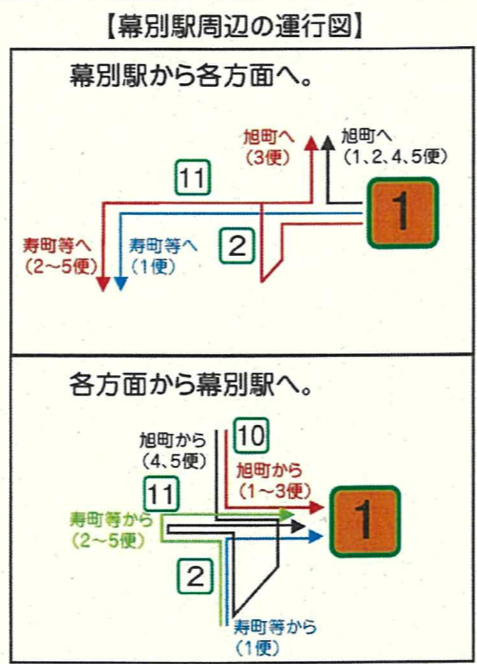 【幕別駅周辺の運行図】
幕別駅から各方面へ。
旭町へ
（3便）
旭町へ
（1、2、4、5便）
11
1
寿町等へ
（2～5便）
寿町等へ
（1便）
2
各方面から幕別駅へ。
旭町から
（4、5便）
10
旭町から
（1～3便）
11
寿町等から
（2～5便）
1
2
寿町等から
（1便）